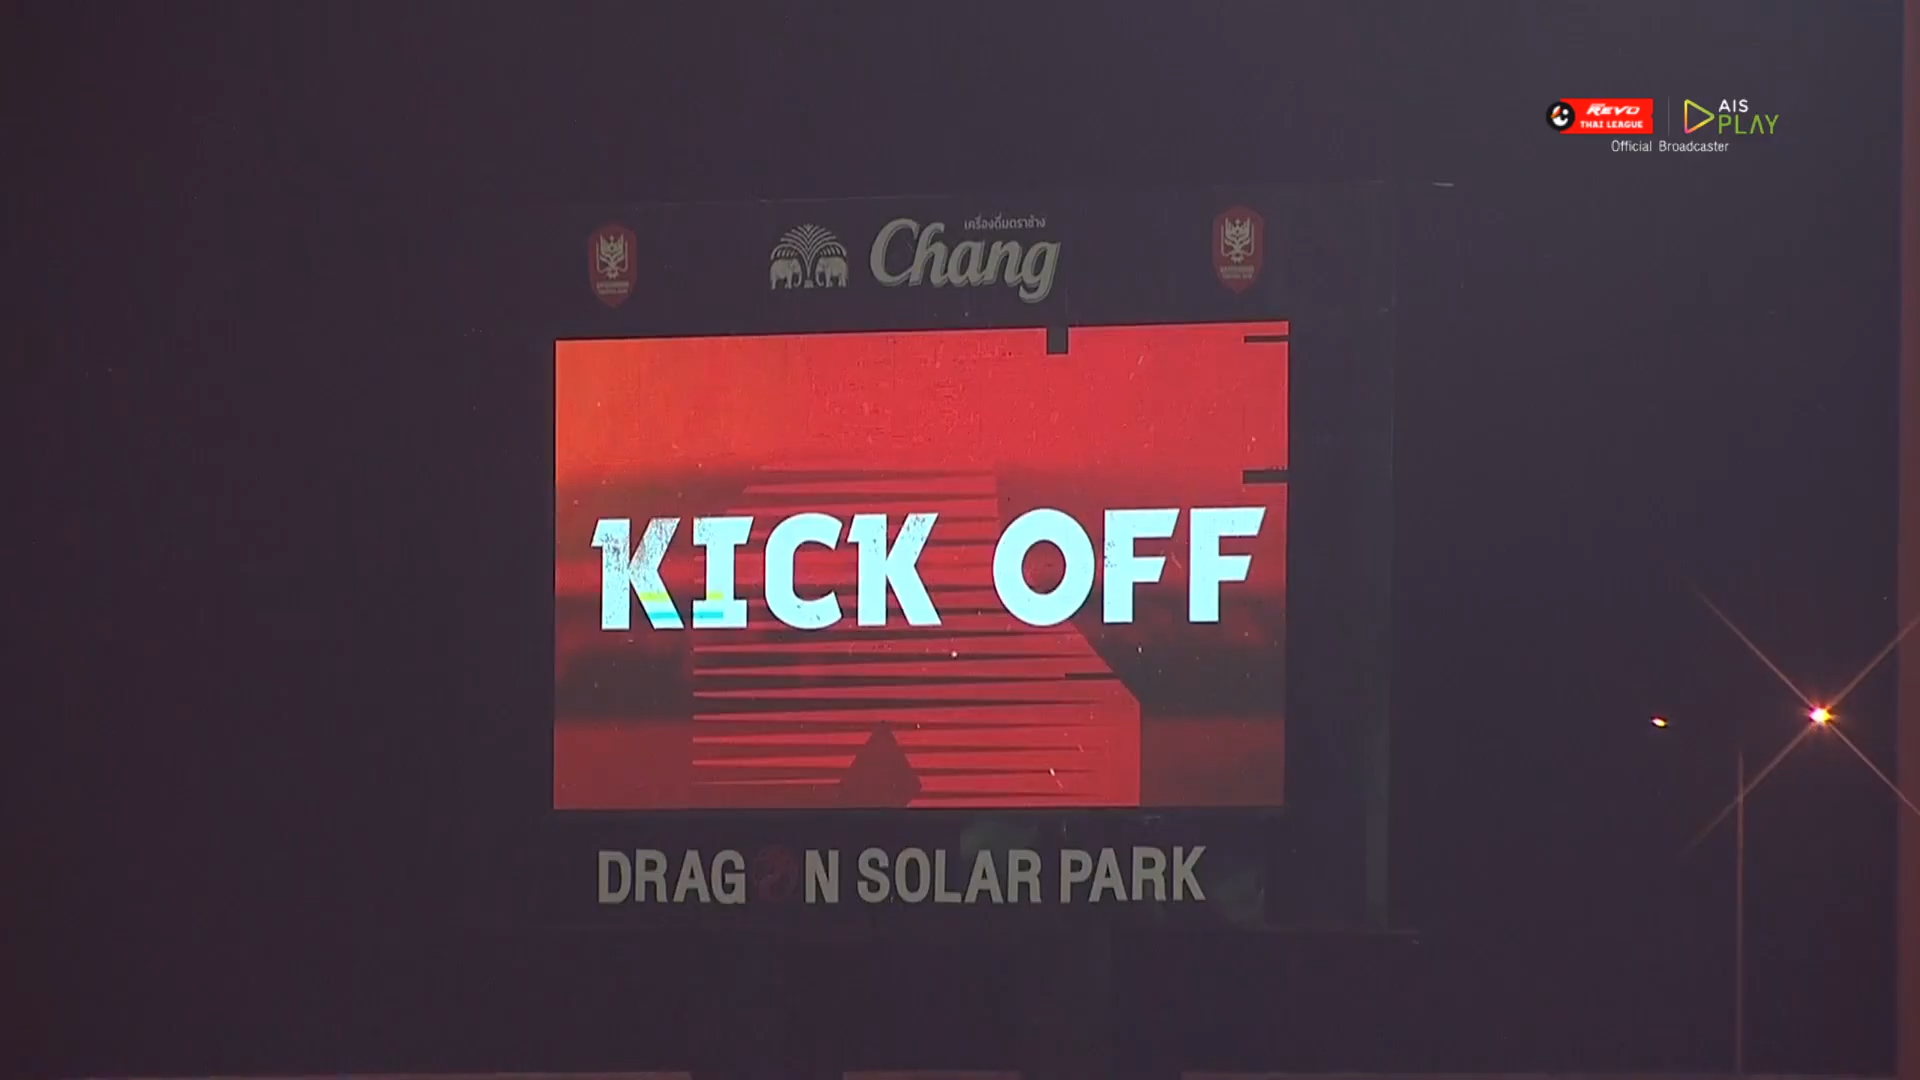 REVO
THAI LEAGUE
AIS
PLAY
Official Broadcaster
เครื่องดื่มตราช้าง
Chang
KICK OFF
DRAGON SOLAR PARK